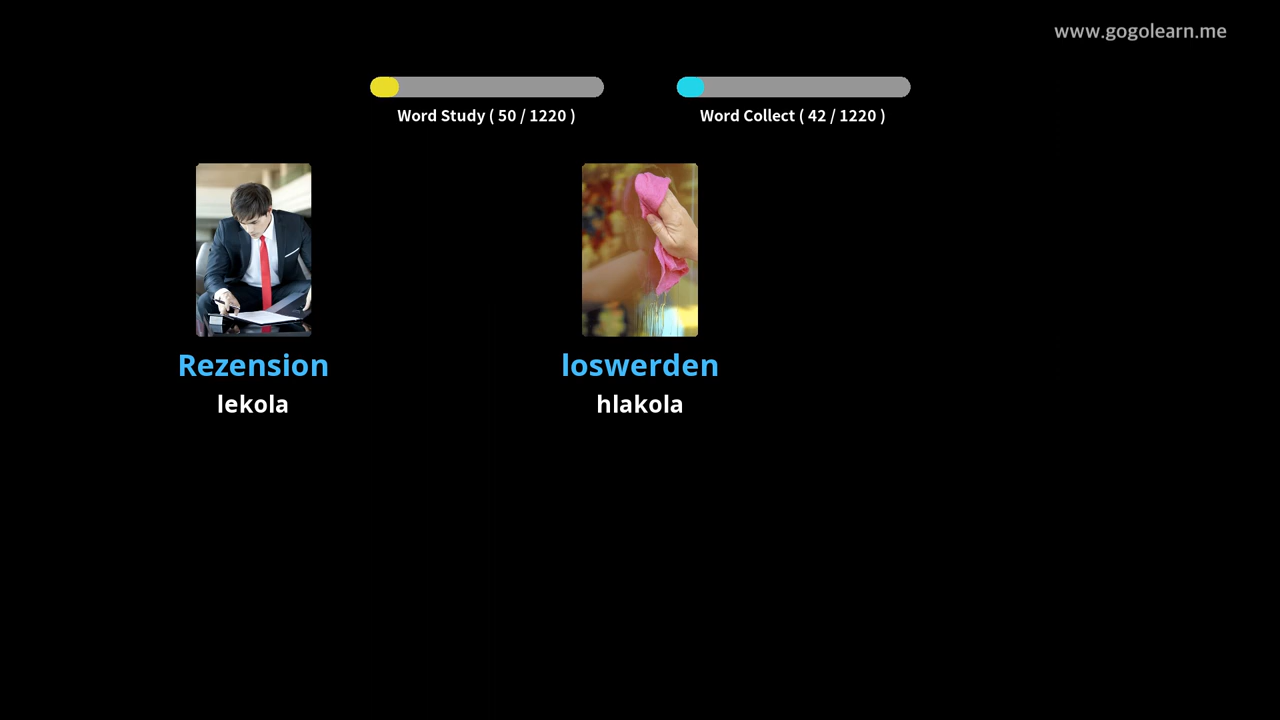 www.gogolearn.me
Word Study ( 50 / 1220 )
Word Collect ( 42 / 1220 )
Rezension
lekola
loswerden
hlakola